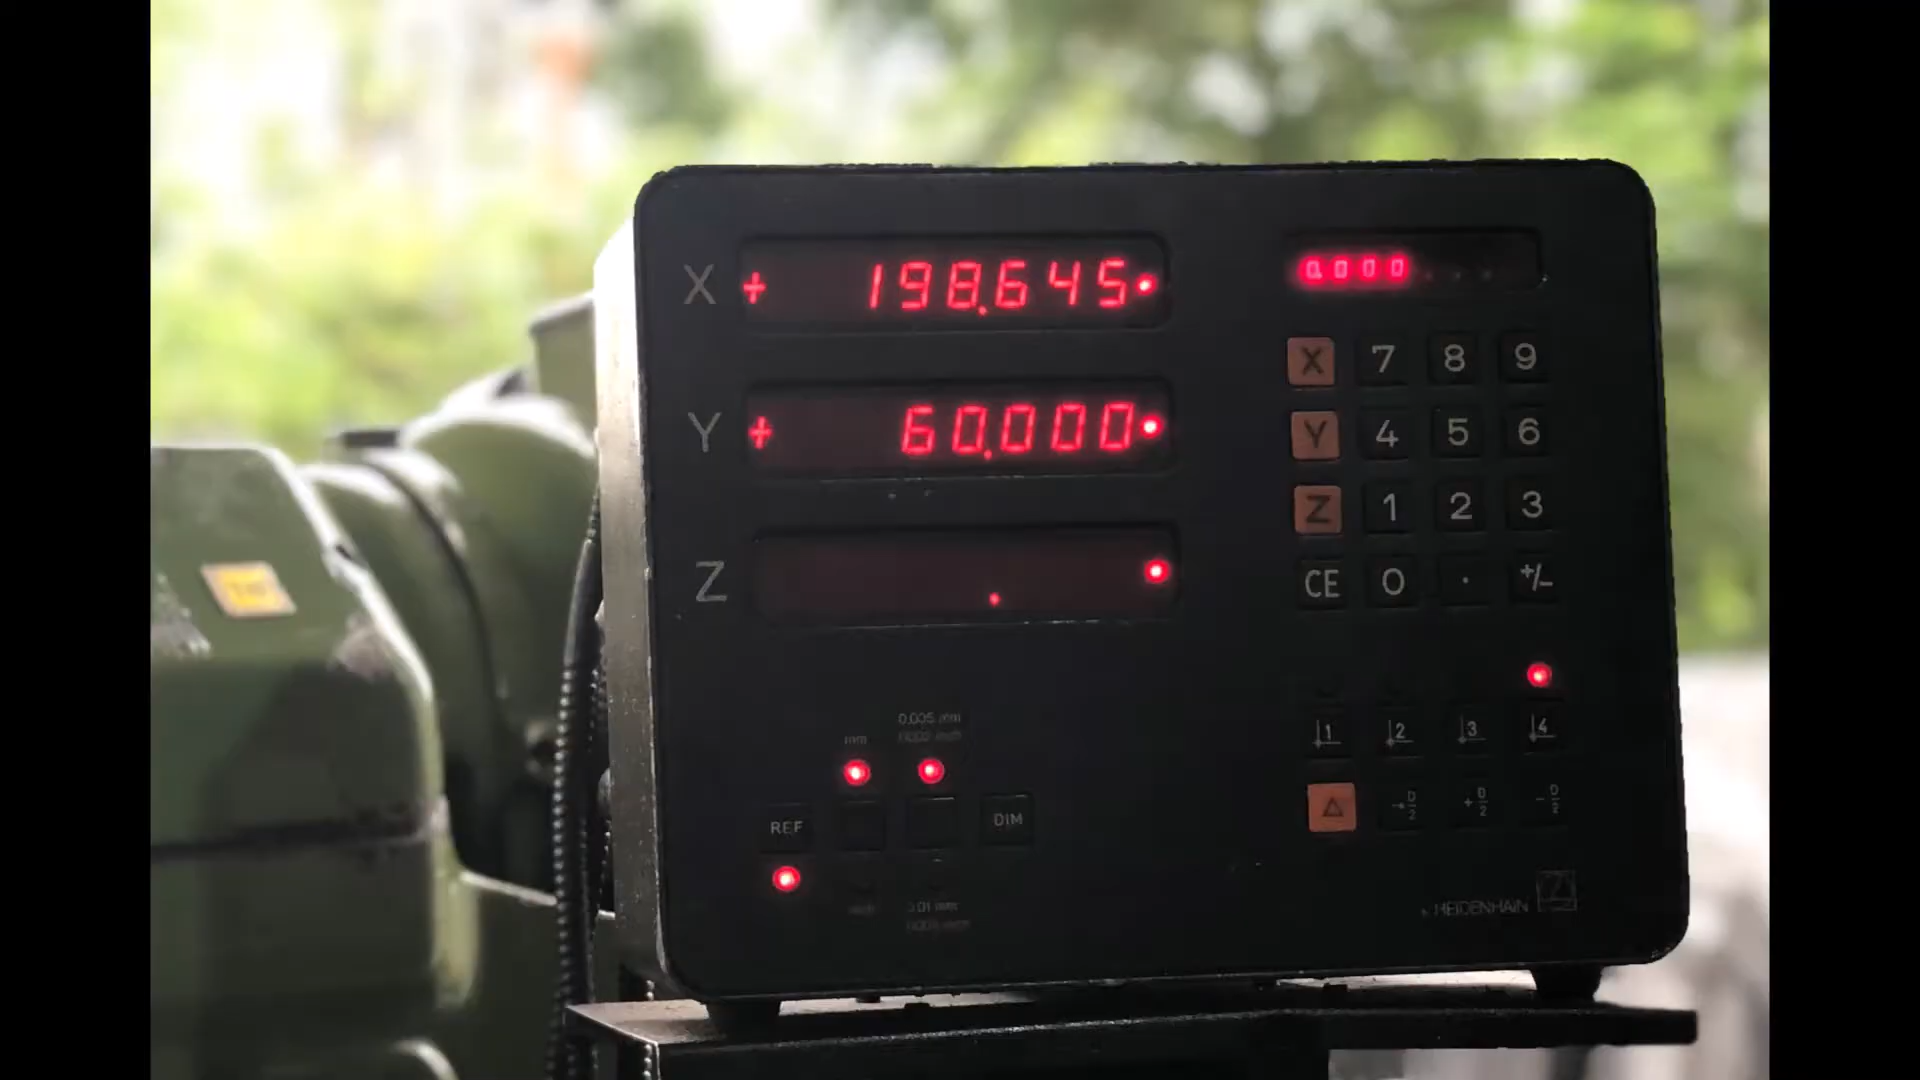 X + 198.645
0.000
Y + 60.000
Z
X 7 8 9
Y 4 5 6
Z 1 2 3
CE 0 · +/-
0.005 mm
mm
1 2 3 4
REF DIM
Δ →D/2 +D/2 -D/2
HEIDENHAIN
0.01 mm